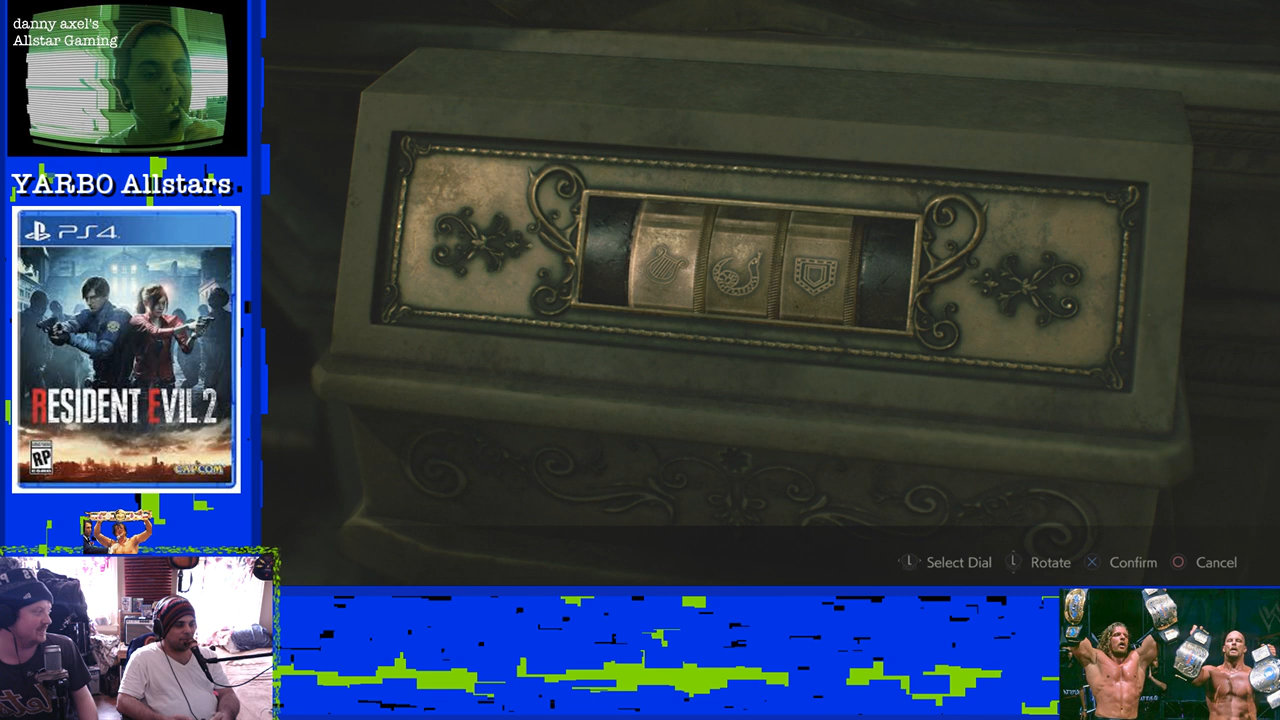 danny axel's
Allstar Gaming
YARBO Allstars
PS4
RESIDENT EVIL 2
RP
CAPCOM
Select Dial
Rotate
Confirm
Cancel